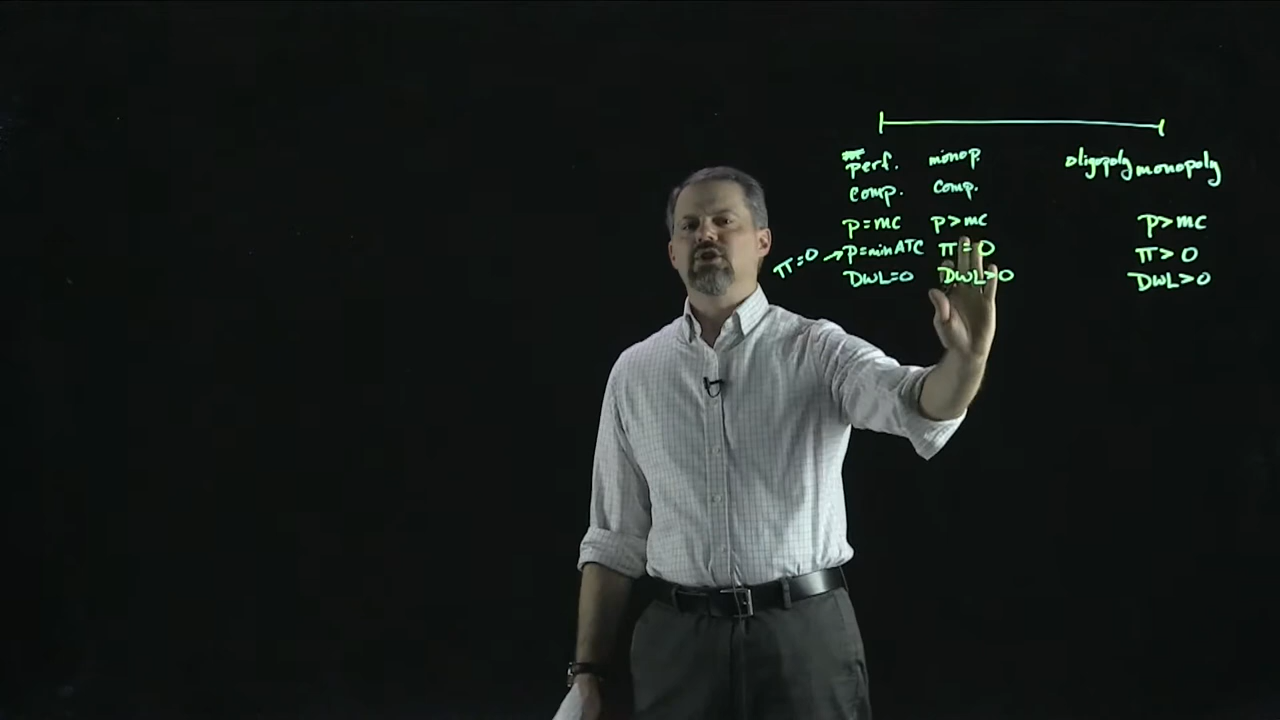 perf. monop. oligopoly monopoly
comp. comp.
p=mc p>mc p>mc
π=0 → p=minATC π=0 π>0
DWL=0 DWL>0 DWL>0